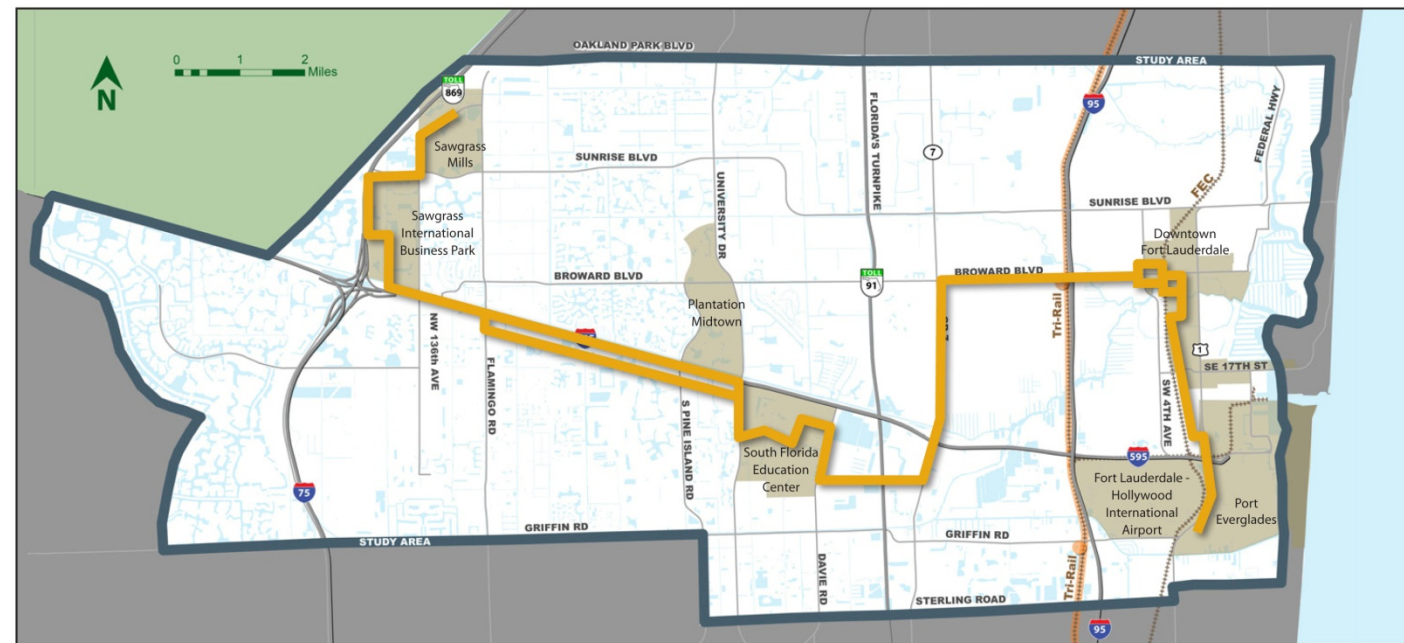 OAKLAND PARK BLVD
STUDY AREA
0 1 2
Miles
N
TOLL
869
95
Sawgrass
Mills
SUNRISE BLVD
UNIVERSITY DR
FLORIDA'S TURNPIKE
7
FEDERAL HWY
FEC
SUNRISE BLVD
Sawgrass
International
Business Park
Downtown
Fort Lauderdale
BROWARD BLVD
TOLL
91
BROWARD BLVD
Tri-Rail
Plantation
Midtown
NW 136th AVE
FLAMINGO RD
1
SE 17TH ST
SW 4TH AVE
S PINE ISLAND RD
South Florida
Education
Center
595
Fort Lauderdale -
Hollywood
International
Airport
Port
Everglades
75
GRIFFIN RD
STUDY AREA
GRIFFIN RD
DAVIE RD
Tri-Rail
STERLING ROAD
95